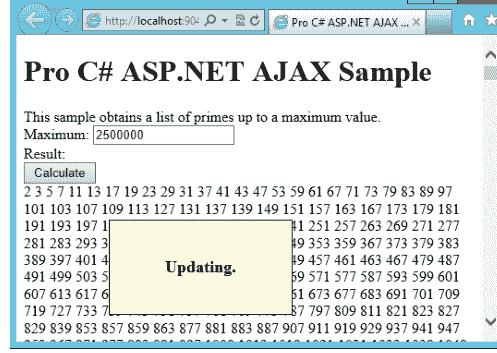 http://localhost:904
Pro C# ASP.NET AJAX ...
Pro C# ASP.NET AJAX Sample
This sample obtains a list of primes up to a maximum value.
Maximum: 2500000
Result:
Calculate
2 3 5 7 11 13 17 19 23 29 31 37 41 43 47 53 59 61 67 71 73 79 83 89 97
101 103 107 109 113 127 131 137 139 149 151 157 163 167 173 179 181
191 193 197 241 251 257 263 269 271 277
281 283 293 349 353 359 367 373 379 383
389 397 401 449 457 461 463 467 479 487
491 499 503 569 571 577 587 593 599 601
Updating.
607 613 617 661 673 677 683 691 701 709
719 727 733 787 797 809 811 821 823 827
829 839 853 857 859 863 877 881 883 887 907 911 919 929 937 941 947